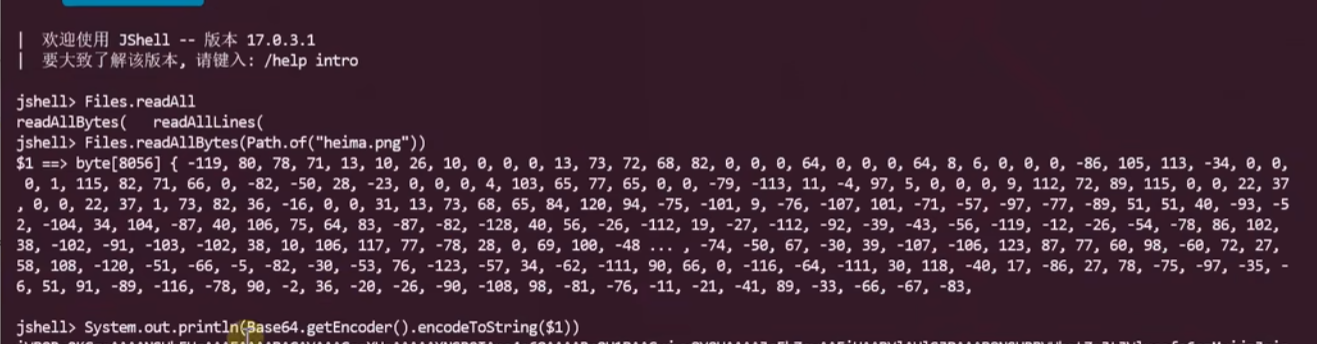 |  欢迎使用 JShell -- 版本 17.0.3.1
|  要大致了解该版本, 请键入: /help intro
jshell> Files.readAll
readAllBytes(   readAllLines(
jshell> Files.readAllBytes(Path.of("heima.png"))
$1 ==> byte[8056] { -119, 80, 78, 71, 13, 10, 26, 10, 0, 0, 0, 13, 73, 72, 68, 82, 0, 0, 0, 64, 0, 0, 0, 64, 8, 6, 0, 0, 0, -86, 105, 113, -34, 0, 0,
 0, 1, 115, 82, 71, 66, 0, -82, -50, 28, -23, 0, 0, 0, 4, 103, 65, 77, 65, 0, 0, -79, -113, 11, -4, 97, 5, 0, 0, 0, 9, 112, 72, 89, 115, 0, 0, 22, 37
, 0, 0, 22, 37, 1, 73, 82, 36, -16, 0, 0, 31, 13, 73, 68, 65, 84, 120, 94, -75, -101, 9, -76, -107, 101, -71, -57, -97, -77, -89, 51, 51, 40, -93, -5
2, -104, 34, 104, -87, 40, 106, 75, 64, 83, -87, -82, -128, 40, 56, -26, -112, 19, -27, -112, -92, -39, -43, -56, -119, -12, -26, -54, -78, 86, 102,
38, -102, -91, -103, -102, 38, 10, 106, 117, 77, -78, 28, 0, 69, 100, -48 ... , -74, -50, 67, -30, 39, -107, -106, 123, 87, 77, 60, 98, -60, 72, 27,
58, 108, -120, -51, -66, -5, -82, -30, -53, 76, -123, -57, 34, -62, -111, 90, 66, 0, -116, -64, -111, 30, 118, -40, 17, -86, 27, 78, -75, -97, -35, -
6, 51, 91, -89, -116, -78, 90, -2, 36, -20, -26, -90, -108, 98, -81, -76, -11, -21, -41, 89, -33, -66, -67, -83,
jshell> System.out.println(Base64.getEncoder().encodeToString($1))